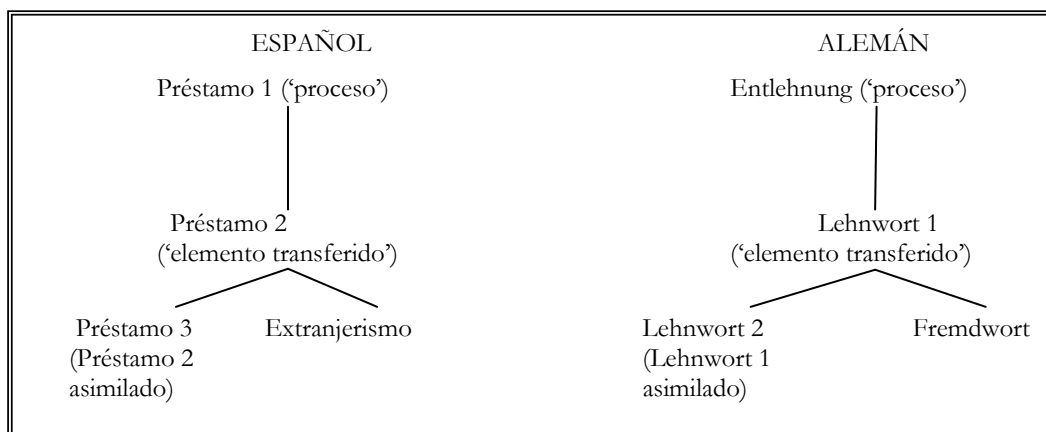 ESPAÑOL
Préstamo 1 (‘proceso’)
Préstamo 2
(‘elemento transferido’)
Préstamo 3
(Préstamo 2
asimilado)
Extranjerismo
ALEMÁN
Entlehnung (‘proceso’)
Lehnwort 1
(‘elemento transferido’)
Lehnwort 2
(Lehnwort 1
asimilado)
Fremdwort